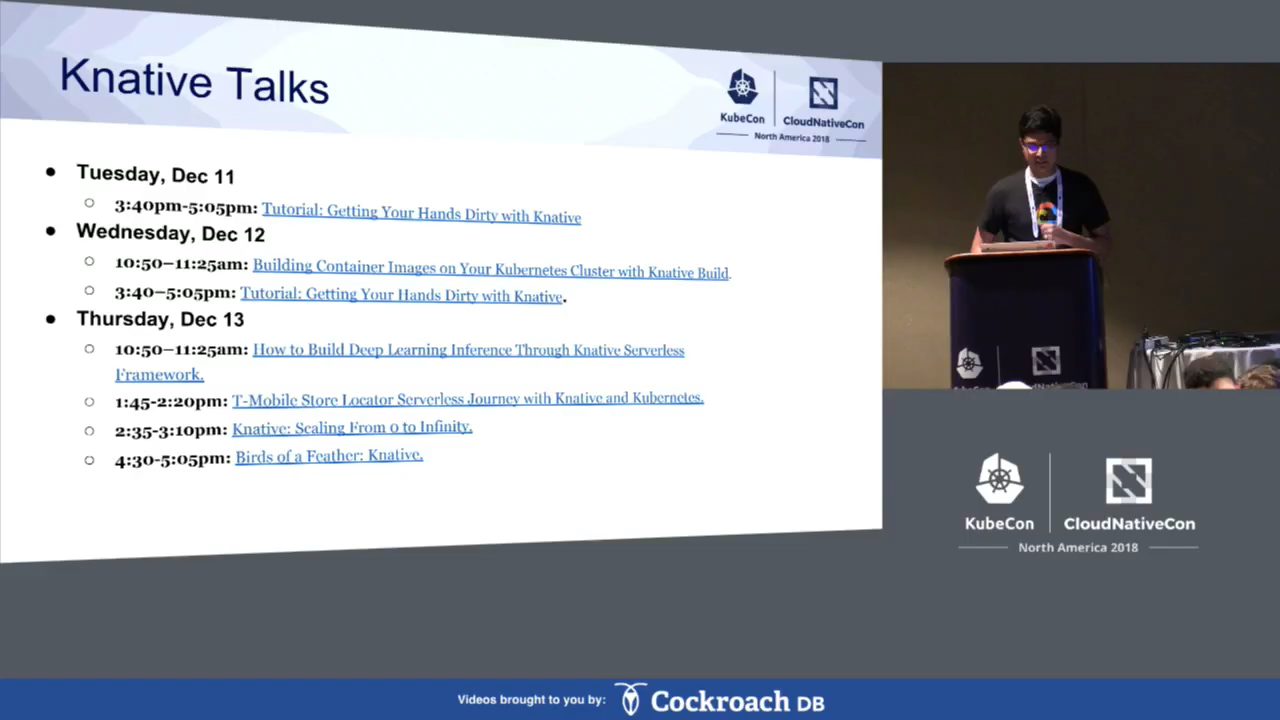 Knative Talks
KubeCon
CloudNativeCon
North America 2018
● Tuesday, Dec 11
○ 3:40pm-5:05pm: Tutorial: Getting Your Hands Dirty with Knative
● Wednesday, Dec 12
○ 10:50–11:25am: Building Container Images on Your Kubernetes Cluster with Knative Build.
○ 3:40–5:05pm: Tutorial: Getting Your Hands Dirty with Knative.
● Thursday, Dec 13
○ 10:50–11:25am: How to Build Deep Learning Inference Through Knative Serverless
Framework.
○ 1:45-2:20pm: T-Mobile Store Locator Serverless Journey with Knative and Kubernetes.
○ 2:35-3:10pm: Knative: Scaling From 0 to Infinity.
○ 4:30-5:05pm: Birds of a Feather: Knative.
KubeCon
CloudNativeCon
North America 2018
Videos brought to you by: Cockroach DB